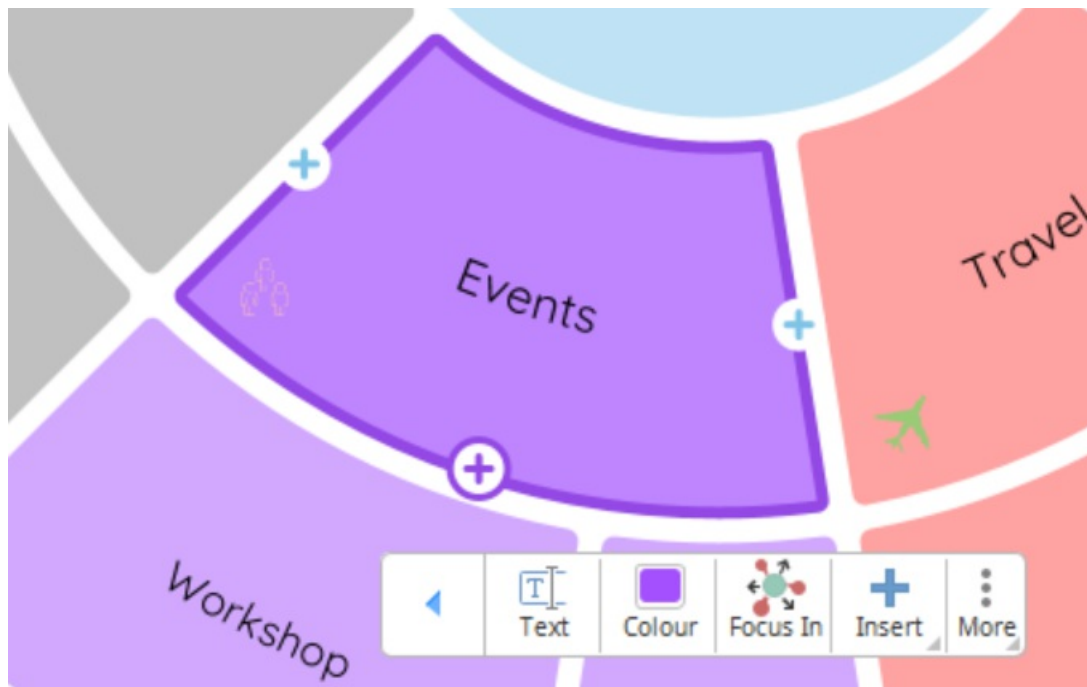 Events
Travel
Workshop
Text
Colour
Focus In
Insert
More